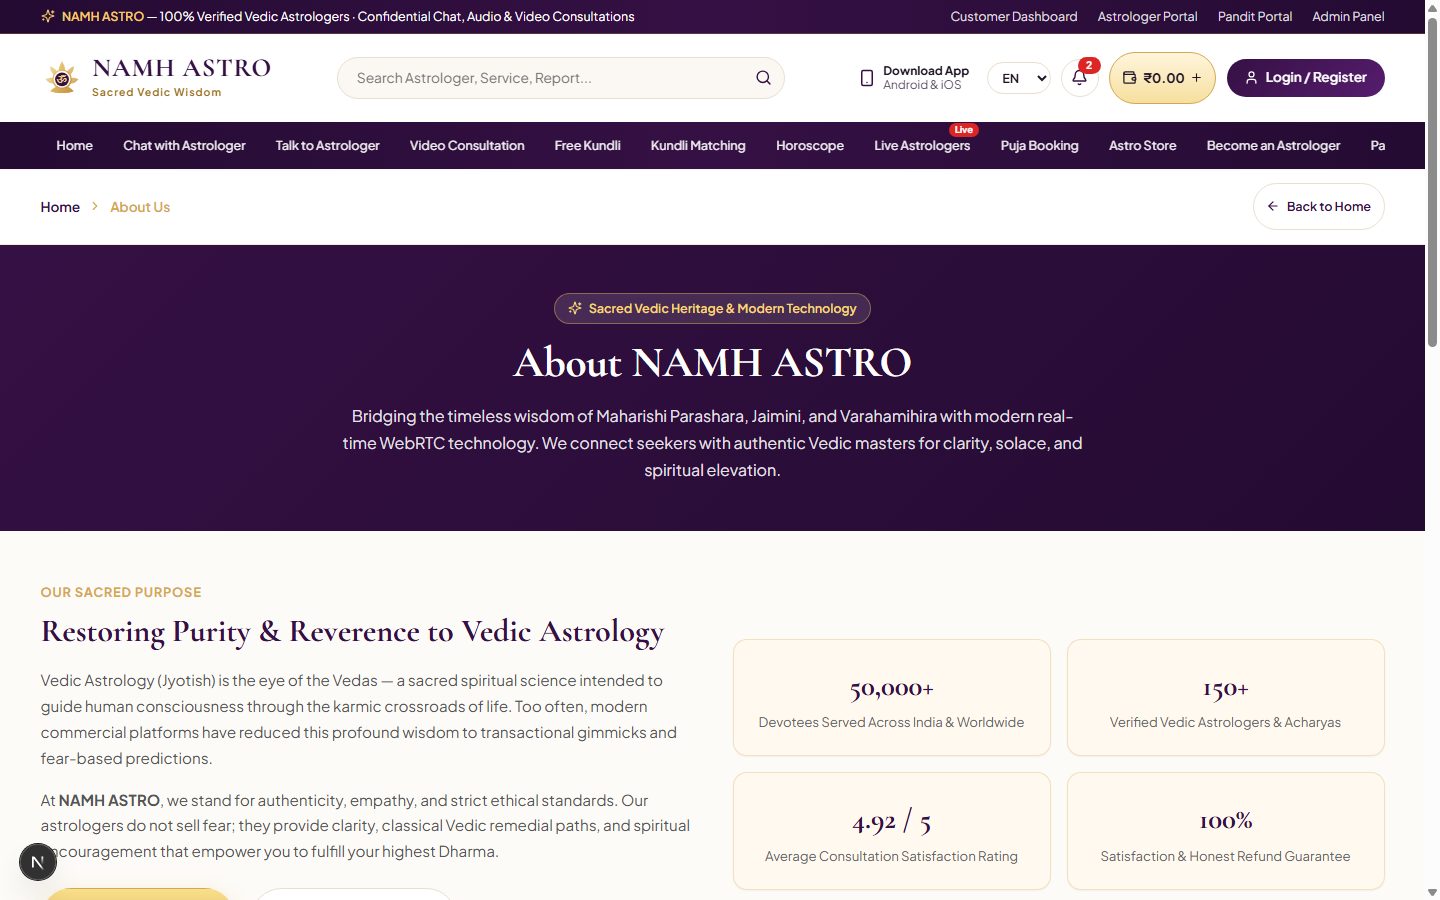 NAMH ASTRO — 100% Verified Vedic Astrologers · Confidential Chat, Audio & Video Consultations
Customer Dashboard
Astrologer Portal
Pandit Portal
Admin Panel
NAMH ASTRO
Sacred Vedic Wisdom
Search Astrologer, Service, Report...
Download App
Android & iOS
EN
2
₹0.00 +
Login / Register
Home
Chat with Astrologer
Talk to Astrologer
Video Consultation
Free Kundli
Kundli Matching
Horoscope
Live Astrologers
Live
Puja Booking
Astro Store
Become an Astrologer
Pa
Home > About Us
← Back to Home
Sacred Vedic Heritage & Modern Technology
About NAMH ASTRO
Bridging the timeless wisdom of Maharishi Parashara, Jaimini, and Varahamihira with modern real-
time WebRTC technology. We connect seekers with authentic Vedic masters for clarity, solace, and
spiritual elevation.
OUR SACRED PURPOSE
Restoring Purity & Reverence to Vedic Astrology
Vedic Astrology (Jyotish) is the eye of the Vedas — a sacred spiritual science intended to
guide human consciousness through the karmic crossroads of life. Too often, modern
commercial platforms have reduced this profound wisdom to transactional gimmicks and
fear-based predictions.
At NAMH ASTRO, we stand for authenticity, empathy, and strict ethical standards. Our
astrologers do not sell fear; they provide clarity, classical Vedic remedial paths, and spiritual
ncouragement that empower you to fulfill your highest Dharma.
50,000+
Devotees Served Across India & Worldwide
150+
Verified Vedic Astrologers & Acharyas
4.92 / 5
Average Consultation Satisfaction Rating
100%
Satisfaction & Honest Refund Guarantee
N